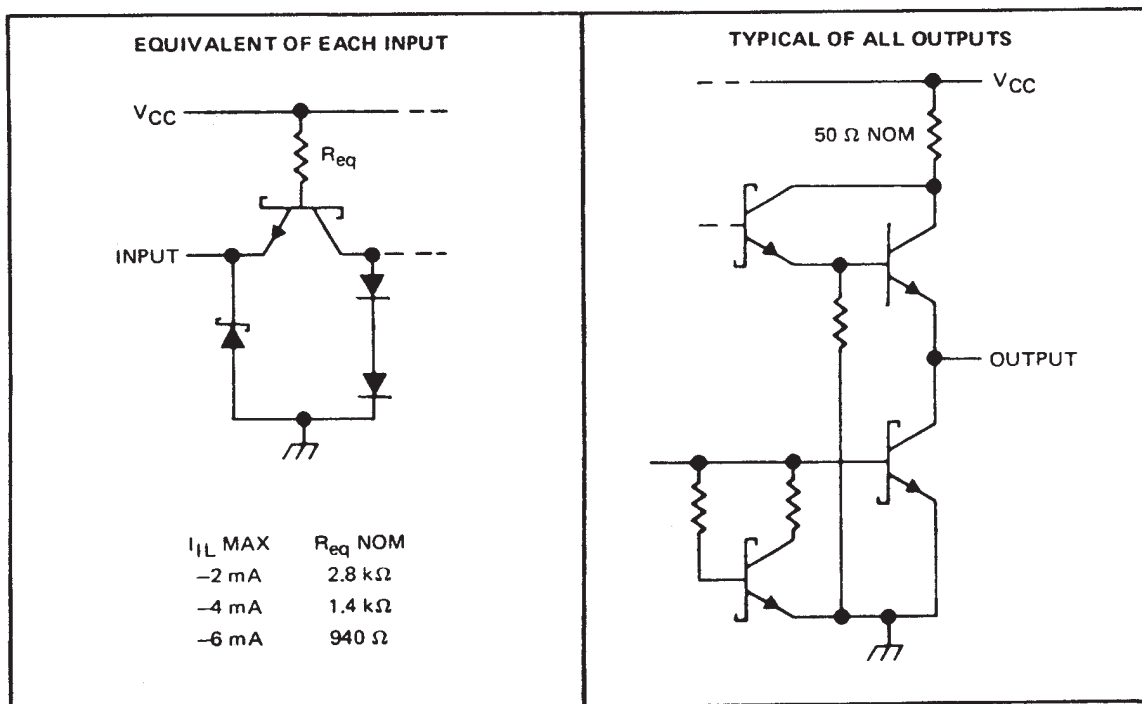 EQUIVALENT OF EACH INPUT
VCC
Req
INPUT
IIL MAX Req NOM
−2 mA 2.8 kΩ
−4 mA 1.4 kΩ
−6 mA 940 Ω
TYPICAL OF ALL OUTPUTS
VCC
50 Ω NOM
OUTPUT